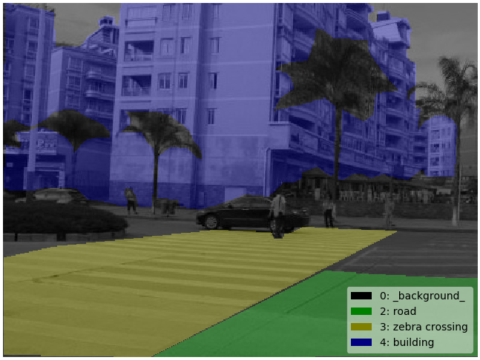 0: _background_
2: road
3: zebra crossing
4: building